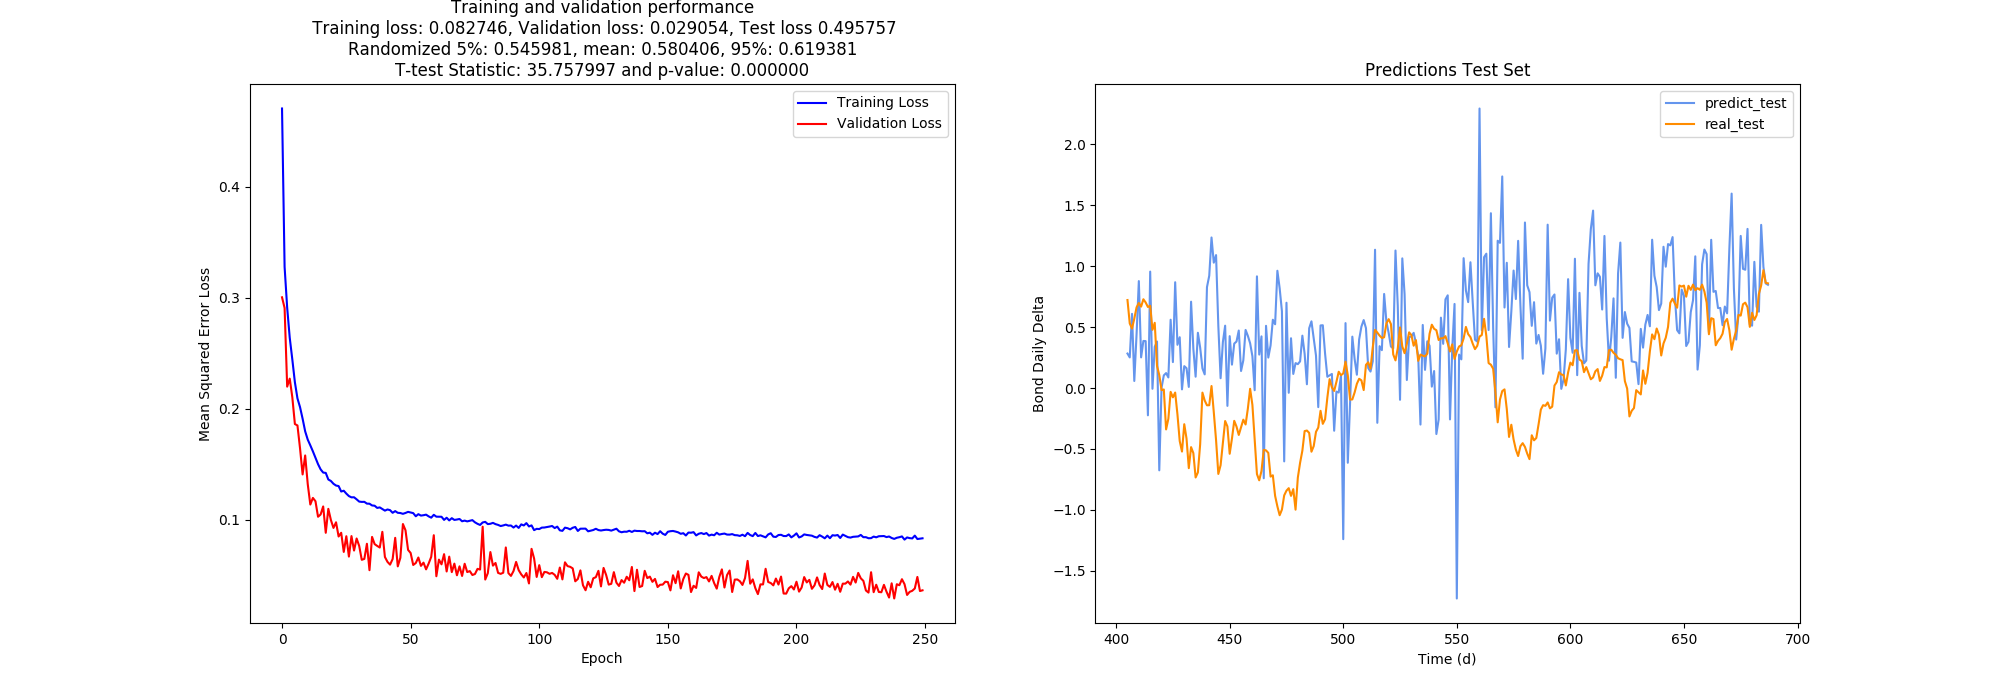 Training and validation performance
Training loss: 0.082746, Validation loss: 0.029054, Test loss 0.495757
Randomized 5%: 0.545981, mean: 0.580406, 95%: 0.619381
T-test Statistic: 35.757997 and p-value: 0.000000
Training Loss
Validation Loss
Mean Squared Error Loss
0.4
0.3
0.2
0.1
0
50
100
150
200
250
Epoch
Predictions Test Set
predict_test
real_test
Bond Daily Delta
2.0
1.5
1.0
0.5
0.0
−0.5
−1.0
−1.5
400
450
500
550
600
650
700
Time (d)